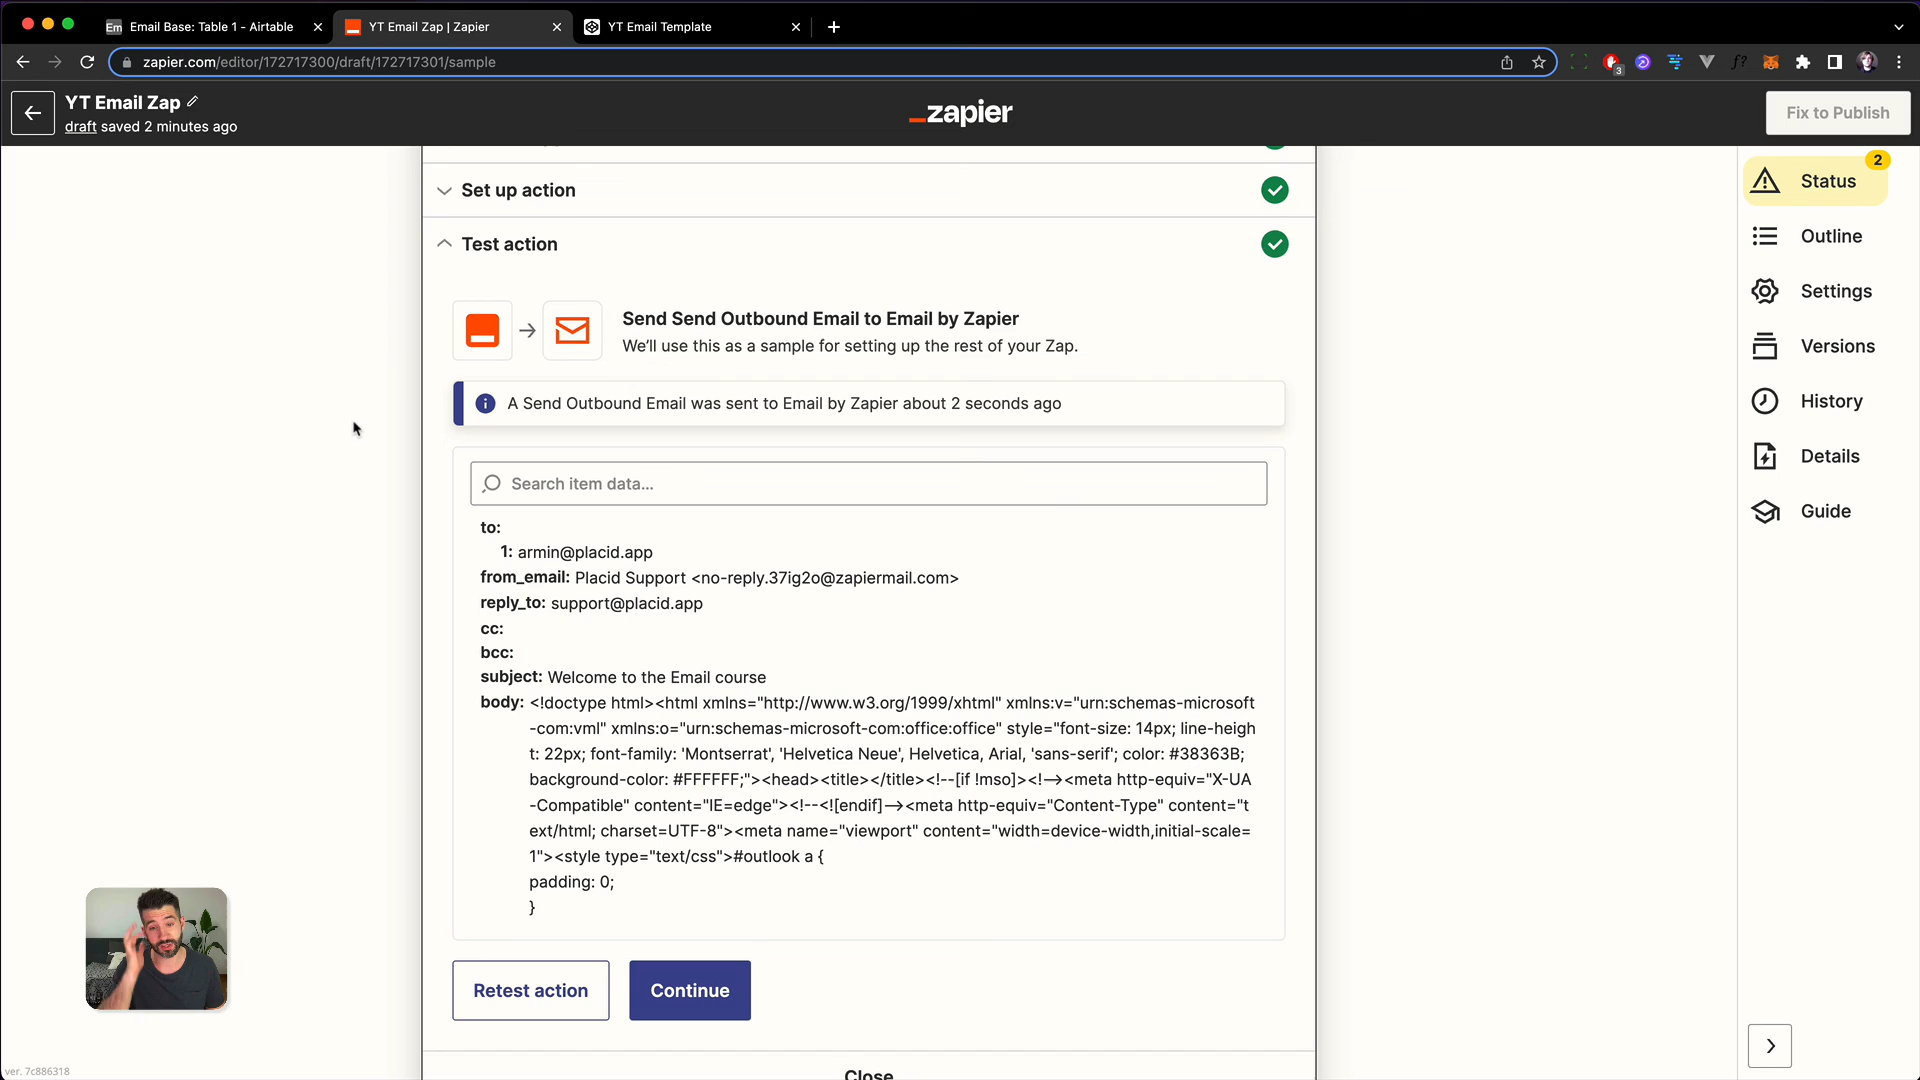 Em Email Base: Table 1 - Airtable
YT Email Zap | Zapier
YT Email Template
zapier.com/editor/172717300/draft/172717301/sample
3
f?
YT Email Zap
draft saved 2 minutes ago
zapier
Fix to Publish
Set up action
Test action
Send Send Outbound Email to Email by Zapier
We'll use this as a sample for setting up the rest of your Zap.
A Send Outbound Email was sent to Email by Zapier about 2 seconds ago
Search item data...
to:
1: armin@placid.app
from_email: Placid Support <no-reply.37ig2o@zapiermail.com>
reply_to: support@placid.app
cc:
bcc:
subject: Welcome to the Email course
body: <!doctype html><html xmlns="http://www.w3.org/1999/xhtml" xmlns:v="urn:schemas-microsoft
-com:vml" xmlns:o="urn:schemas-microsoft-com:office:office" style="font-size: 14px; line-heigh
t: 22px; font-family: 'Montserrat', 'Helvetica Neue', Helvetica, Arial, 'sans-serif'; color: #38363B;
background-color: #FFFFFF;"><head><title></title><!--[if !mso]><!--><meta http-equiv="X-UA
-Compatible" content="IE=edge"><!--<![endif]--><meta http-equiv="Content-Type" content="t
ext/html; charset=UTF-8"><meta name="viewport" content="width=device-width,initial-scale=
1"><style type="text/css">#outlook a {
padding: 0;
}
Retest action
Continue
Close
2
Status
Outline
Settings
Versions
History
Details
Guide
ver. 7c886318